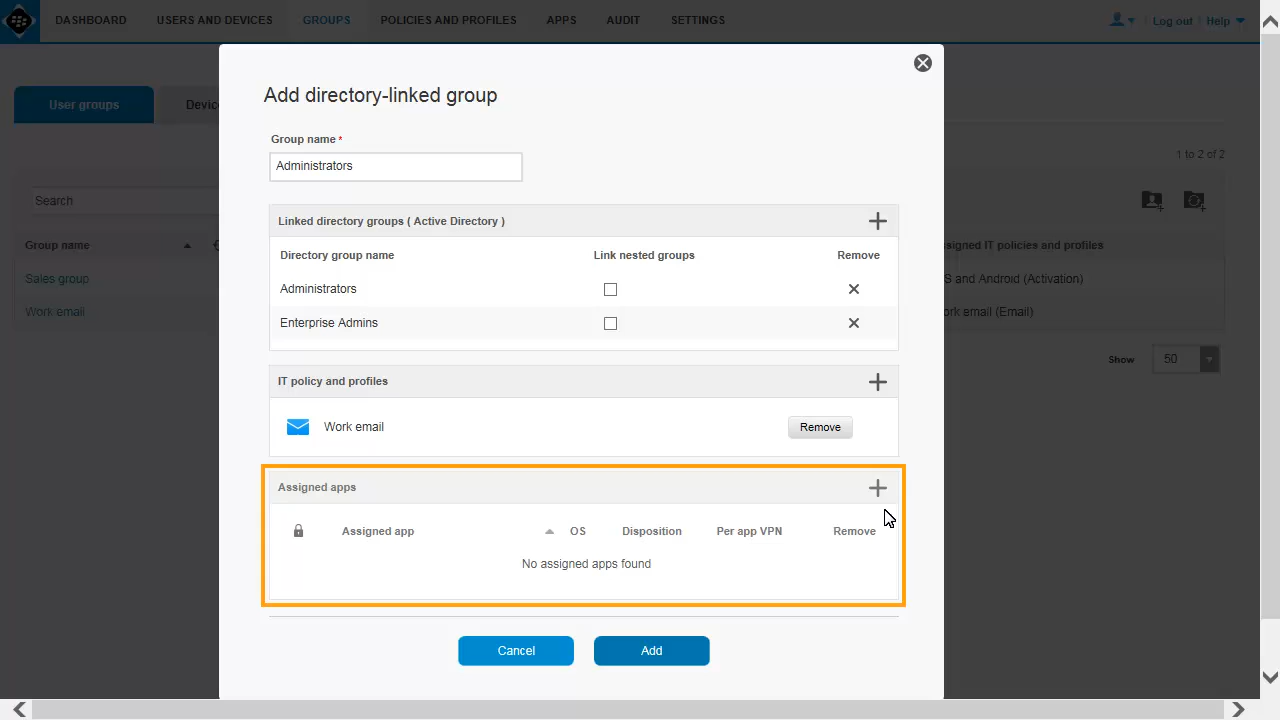 DASHBOARD USERS AND DEVICES GROUPS POLICIES AND PROFILES APPS AUDIT SETTINGS Log out Help
Add directory-linked group
User groups
Group name *
Administrators
1 to 2 of 2
Search
Linked directory groups ( Active Directory )
Group name
Directory group name Link nested groups Remove
Sales group
Administrators
Work email
Enterprise Admins
Show 50
IT policy and profiles
Work email Remove
Assigned apps
Assigned app OS Disposition Per app VPN Remove
No assigned apps found
Cancel Add
IT policies and profiles
and Android (Activation)
email (Email)